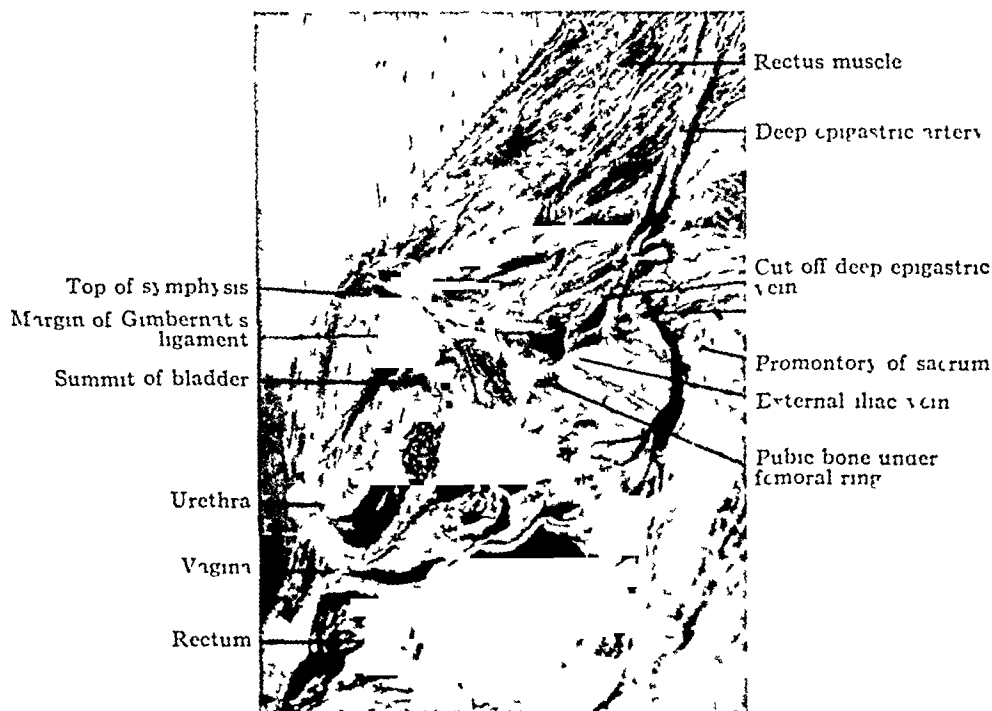 Rectus muscle
Deep epigastric artery
Cut off deep epigastric
vein
Promontory of sacrum
External iliac vein
Pubic bone under
femoral ring
Top of symphysis
Margin of Gimbernat s
ligament
Summit of bladder
Urethra
Vagina
Rectum